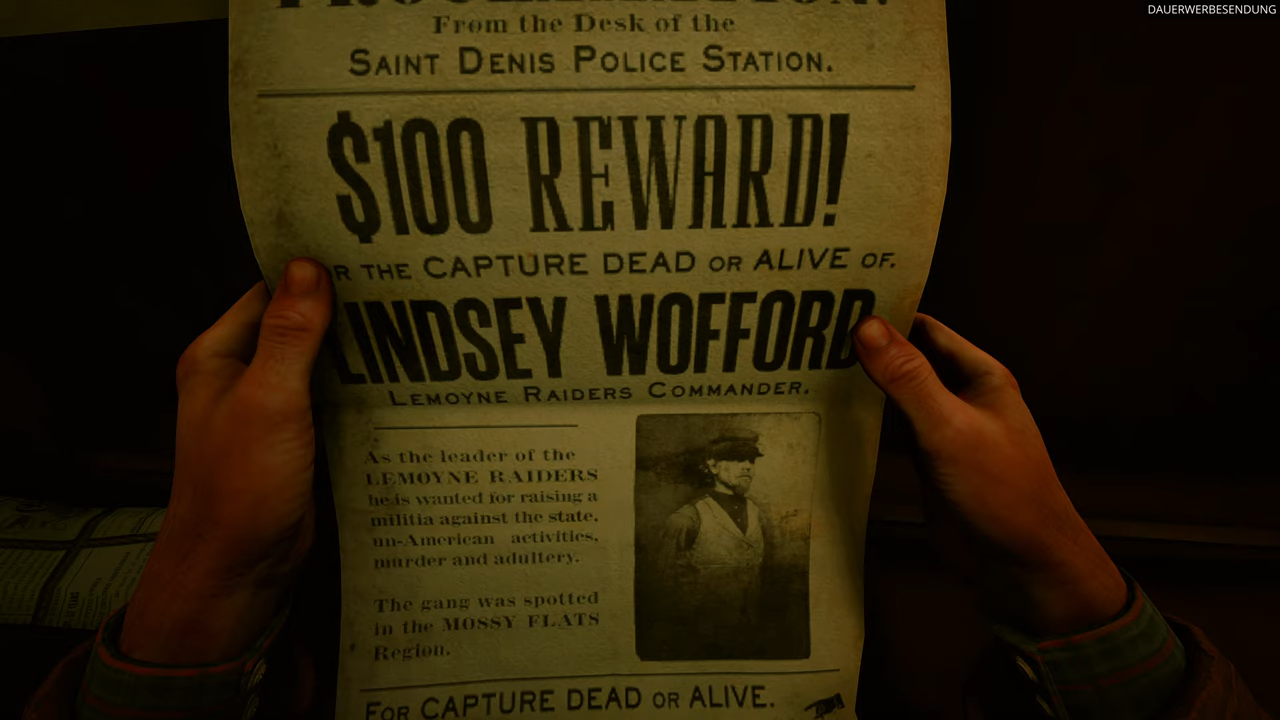 DAUERWERBESENDUNG
From the Desk of the
SAINT DENIS POLICE STATION.
$100 REWARD!
R THE CAPTURE DEAD OR ALIVE OF.
LINDSEY WOFFORD
LEMOYNE RAIDERS COMMANDER.
As the leader of the
LEMOYNE RAIDERS
he is wanted for raising a
militia against the state,
un-American activities,
murder and adultery.
The gang was spotted
in the MOSSY FLATS
Region.
FOR CAPTURE DEAD OR ALIVE.